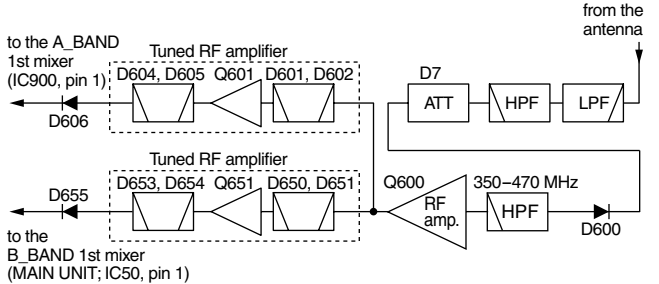 from the
antenna
to the A_BAND
1st mixer
(IC900, pin 1)
Tuned RF amplifier
D604, D605
Q601
D601, D602
D606
D7
ATT
HPF
LPF
Tuned RF amplifier
D655
D653, D654
Q651
D650, D651
Q600
350–470 MHz
RF
amp.
HPF
D600
to the
B_BAND 1st mixer
(MAIN UNIT; IC50, pin 1)